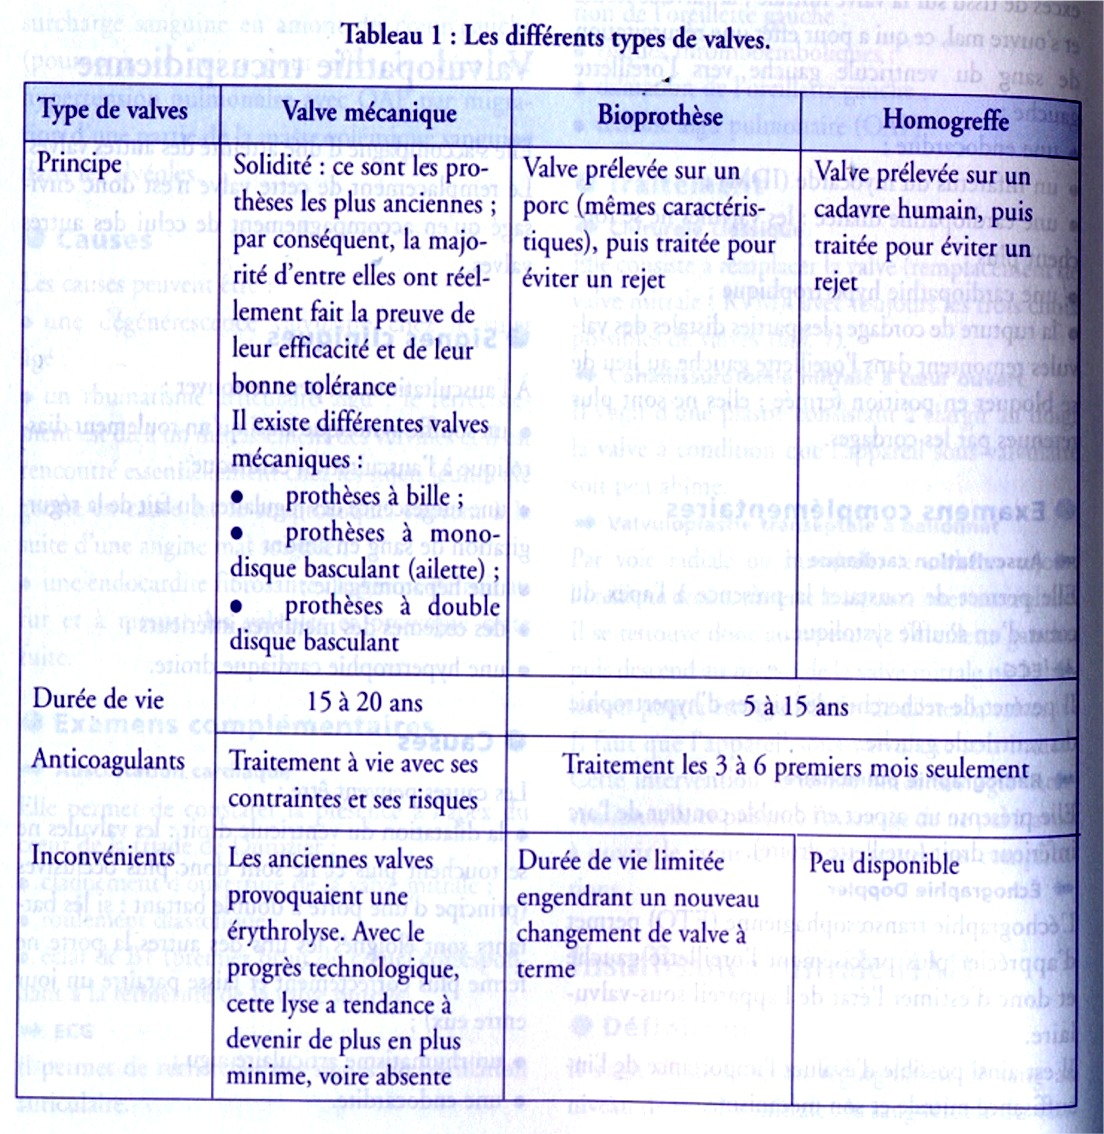 Tableau 1 : Les différents types de valves.
Type de valves
Valve mécanique
Bioprothèse
Homogreffe
Principe
Solidité : ce sont les pro-
thèses les plus anciennes ;
par conséquent, la majo-
rité d'entre elles ont réel-
lement fait la preuve de
leur efficacité et de leur
bonne tolérance
Il existe différentes valves
mécaniques :
• prothèses à bille ;
• prothèses à mono-
disque basculant (ailette) ;
• prothèses à double
disque basculant
Valve prélevée sur un
porc (mêmes caractéris-
tiques), puis traitée pour
éviter un rejet
Valve prélevée sur un
cadavre humain, puis
traitée pour éviter un
rejet
Durée de vie
15 à 20 ans
5 à 15 ans
Anticoagulants
Traitement à vie avec ses
contraintes et ses risques
Traitement les 3 à 6 premiers mois seulement
Inconvénients
Les anciennes valves
provoquaient une
érythrolyse. Avec le
progrès technologique,
cette lyse a tendance à
devenir de plus en plus
minime, voire absente
Durée de vie limitée
engendrant un nouveau
changement de valve à
terme
Peu disponible